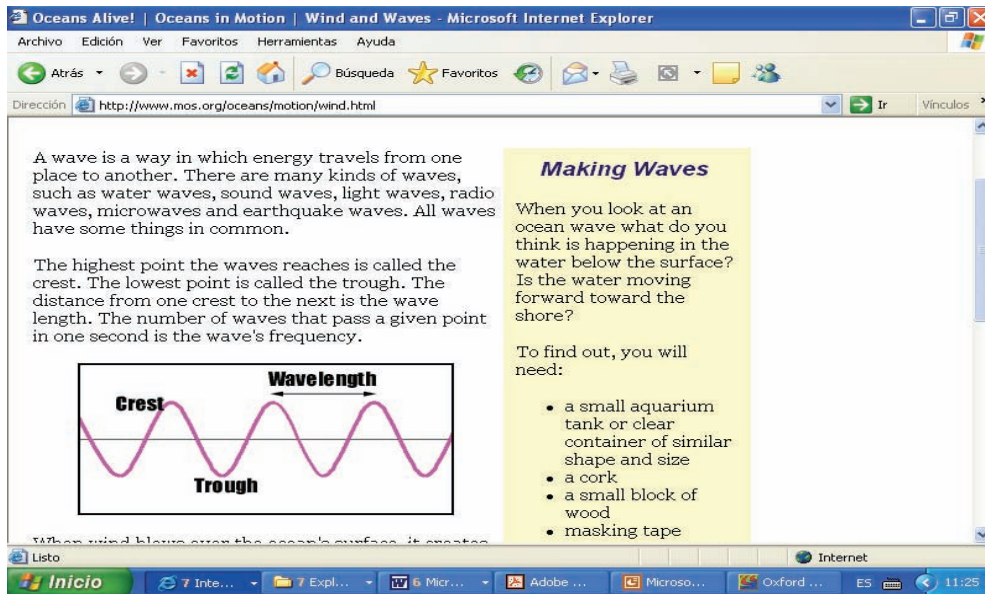 Oceans Alive! | Oceans in Motion | Wind and Waves - Microsoft Internet Explorer
Archivo Edición Ver Favoritos Herramientas Ayuda
Atrás Búsqueda Favoritos
Dirección http://www.mos.org/oceans/motion/wind.html Ir Vínculos
A wave is a way in which energy travels from one
place to another. There are many kinds of waves,
such as water waves, sound waves, light waves, radio
waves, microwaves and earthquake waves. All waves
have some things in common.
The highest point the waves reaches is called the
crest. The lowest point is called the trough. The
distance from one crest to the next is the wave
length. The number of waves that pass a given point
in one second is the wave's frequency.
Wavelength
Crest
Trough
When wind blows over the ocean's surface, it creates
Making Waves
When you look at an
ocean wave what do you
think is happening in the
water below the surface?
Is the water moving
forward toward the
shore?
To find out, you will
need:
• a small aquarium
tank or clear
container of similar
shape and size
• a cork
• a small block of
wood
• masking tape
Listo Internet
Inicio 7 Inte... 7 Expl... 6 Micr... Adobe ... Microso... Oxford ... ES 11:25